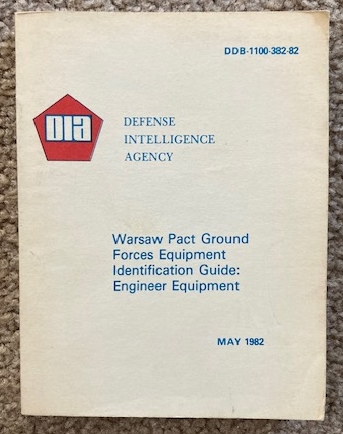 DDB-1100-382-82
DIA
DEFENSE
INTELLIGENCE
AGENCY
Warsaw Pact Ground
Forces Equipment
Identification Guide:
Engineer Equipment
MAY 1982